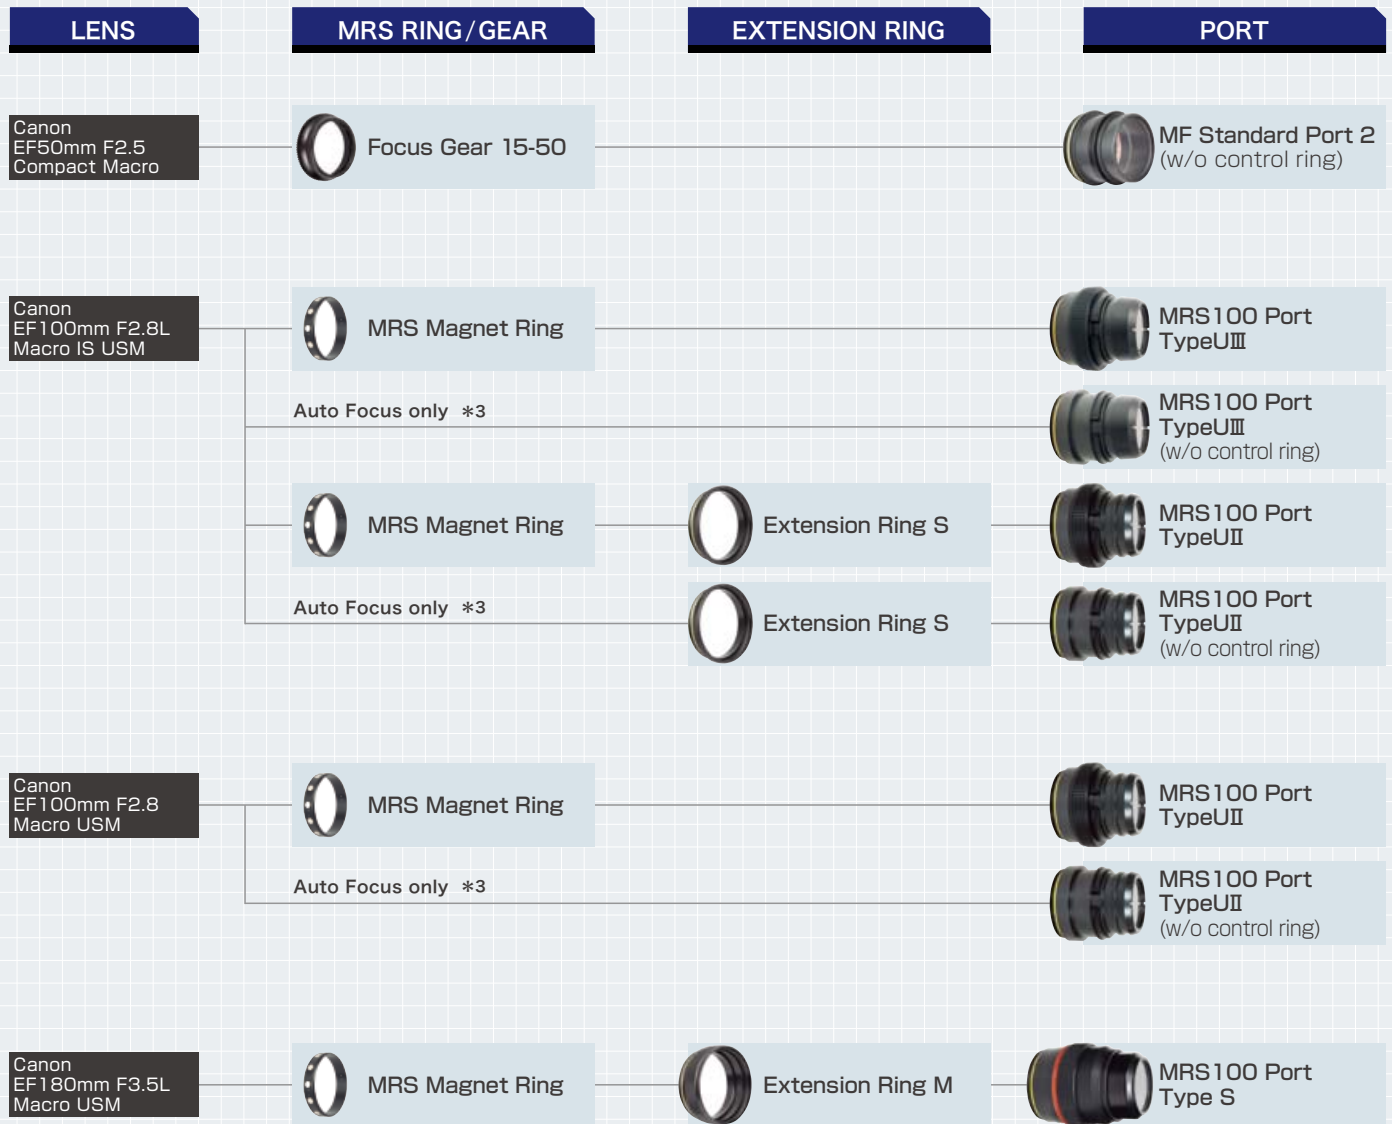 LENS
MRS RING/GEAR
EXTENSION RING
PORT
Canon
EF50mm F2.5
Compact Macro
Focus Gear 15-50
MF Standard Port 2
(w/o control ring)
Canon
EF100mm F2.8L
Macro IS USM
MRS Magnet Ring
MRS100 Port
TypeUⅢ
Auto Focus only ＊3
MRS100 Port
TypeUⅢ
(w/o control ring)
MRS Magnet Ring
Extension Ring S
MRS100 Port
TypeUⅡ
Auto Focus only ＊3
Extension Ring S
MRS100 Port
TypeUⅡ
(w/o control ring)
Canon
EF100mm F2.8
Macro USM
MRS Magnet Ring
MRS100 Port
TypeUⅡ
Auto Focus only ＊3
MRS100 Port
TypeUⅡ
(w/o control ring)
Canon
EF180mm F3.5L
Macro USM
MRS Magnet Ring
Extension Ring M
MRS100 Port
Type S